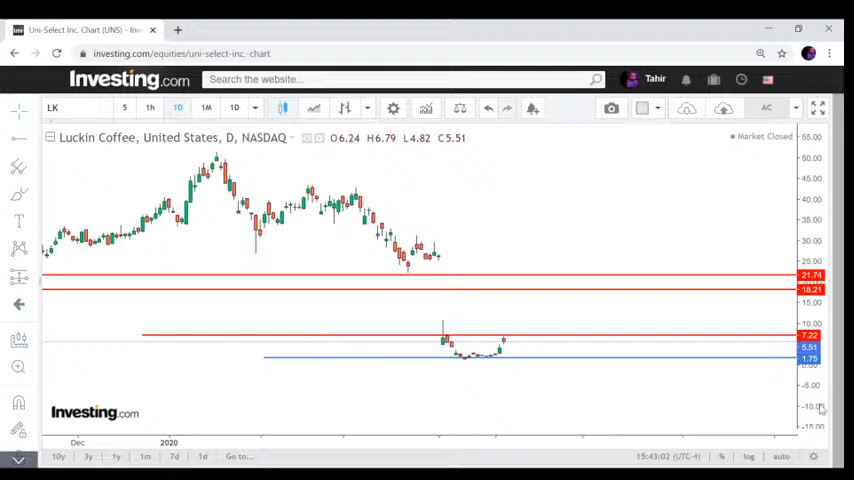 Uni-Select Inc. Chart (UNS) - Inve
investing.com/equities/uni-select-inc.-chart
Investing.com
Search the website...
Tahir
LK
5 1h 1D 1M 1D
AC
Luckin Coffee, United States, D, NASDAQ
O6.24 H6.79 L4.82 C5.51
Market Closed
55.00
50.00
45.00
40.00
35.00
30.00
25.00
21.74
18.21
15.00
10.00
7.22
5.51
1.75
0.00
-5.00
-10.00
-15.00
Investing.com
Dec 2020
10y 3y 1y 1m 7d 1d Go to...
15:43:02 (UTC-4) % log auto